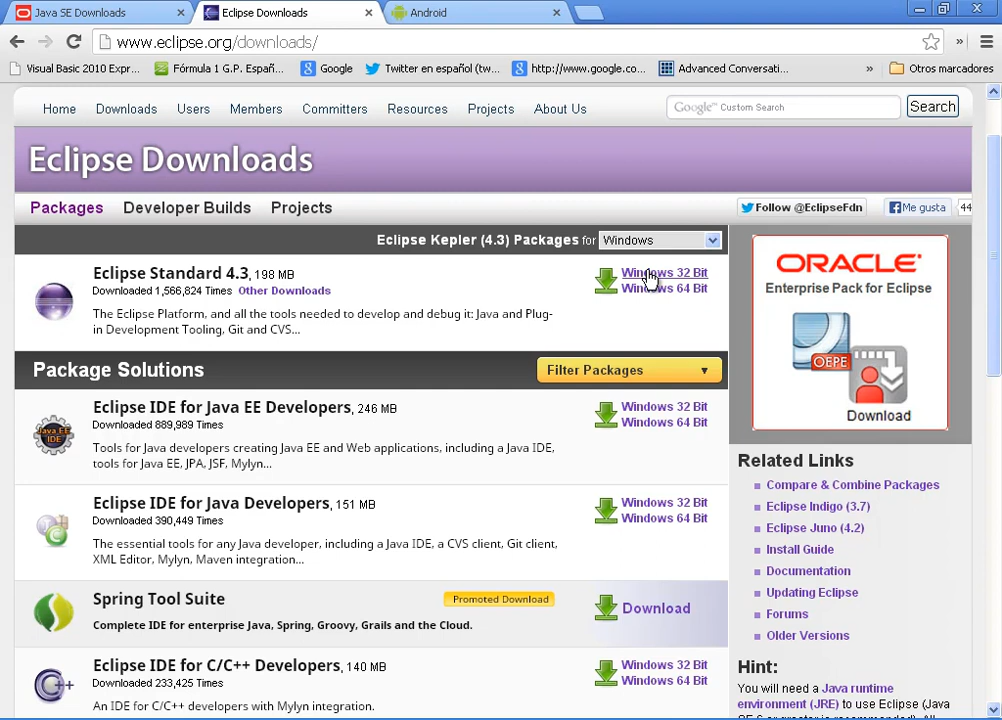 Java SE Downloads
Eclipse Downloads
Android
www.eclipse.org/downloads/
Visual Basic 2010 Expr...
Fórmula 1 G.P. Españ...
Google
Twitter en español (tw...
http://www.google.co...
Advanced Conversati...
»
Otros marcadores
Home Downloads Users Members Committers Resources Projects About Us
Google™ Custom Search
Search
Eclipse Downloads
Packages Developer Builds Projects
Follow @EclipseFdn
Me gusta
44
Eclipse Kepler (4.3) Packages for Windows
Eclipse Standard 4.3, 198 MB
Downloaded 1,566,824 Times Other Downloads
The Eclipse Platform, and all the tools needed to develop and debug it: Java and Plug-
in Development Tooling, Git and CVS...
Windows 32 Bit
Windows 64 Bit
Package Solutions
Filter Packages ▼
Eclipse IDE for Java EE Developers, 246 MB
Downloaded 889,989 Times
Tools for Java developers creating Java EE and Web applications, including a Java IDE,
tools for Java EE, JPA, JSF, Mylyn...
Windows 32 Bit
Windows 64 Bit
Java EE
IDE
Eclipse IDE for Java Developers, 151 MB
Downloaded 390,449 Times
The essential tools for any Java developer, including a Java IDE, a CVS client, Git client,
XML Editor, Mylyn, Maven integration...
Windows 32 Bit
Windows 64 Bit
Spring Tool Suite
Promoted Download
Complete IDE for enterprise Java, Spring, Groovy, Grails and the Cloud.
Download
Eclipse IDE for C/C++ Developers, 140 MB
Downloaded 233,425 Times
An IDE for C/C++ developers with Mylyn integration.
Windows 32 Bit
Windows 64 Bit
ORACLE
Enterprise Pack for Eclipse
OEPE
Download
Related Links
Compare & Combine Packages
Eclipse Indigo (3.7)
Eclipse Juno (4.2)
Install Guide
Documentation
Updating Eclipse
Forums
Older Versions
Hint:
You will need a Java runtime
environment (JRE) to use Eclipse (Java